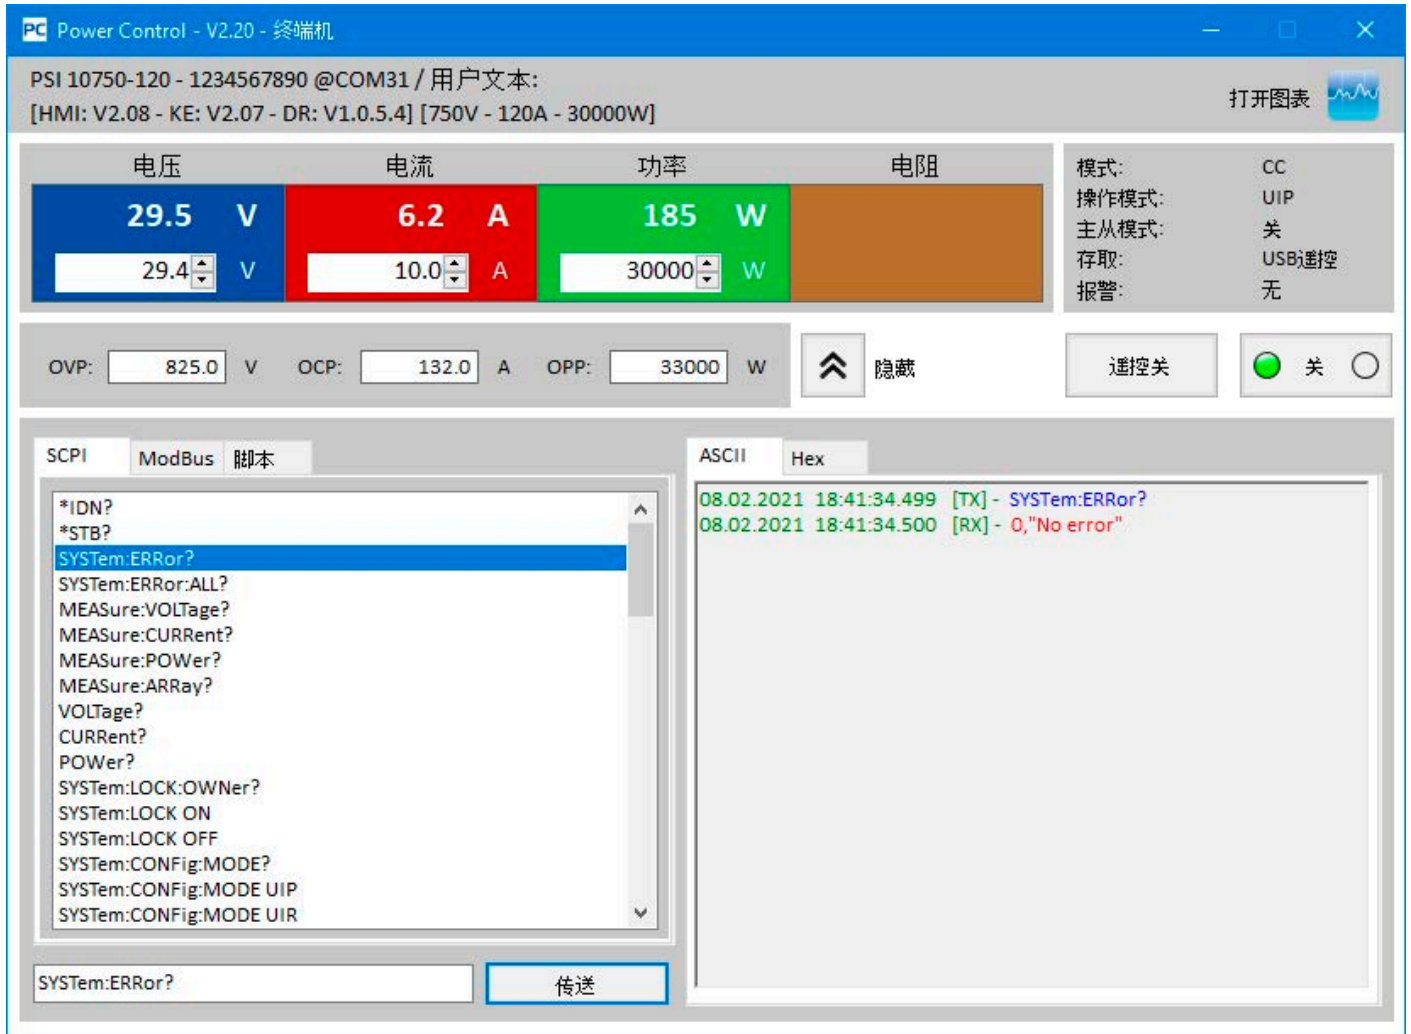 PC Power Control - V2.20 - 终端机
PSI 10750-120 - 1234567890 @COM31 / 用户文本:
[HMI: V2.08 - KE: V2.07 - DR: V1.0.5.4] [750V - 120A - 30000W]
打开图表
电压 电流 功率 电阻
29.5 V 6.2 A 185 W
29.4 V 10.0 A 30000 W
模式: CC
操作模式: UIP
主从模式: 关
存取: USB遥控
报警: 无
OVP: 825.0 V OCP: 132.0 A OPP: 33000 W
隐藏
遥控关
关
SCPI ModBus 脚本
*IDN?
*STB?
SYSTem:ERRor?
SYSTem:ERRor:ALL?
MEASure:VOLTage?
MEASure:CURRent?
MEASure:POWer?
MEASure:ARRay?
VOLTage?
CURRent?
POWer?
SYSTem:LOCK:OWNer?
SYSTem:LOCK ON
SYSTem:LOCK OFF
SYSTem:CONFig:MODE?
SYSTem:CONFig:MODE UIP
SYSTem:CONFig:MODE UIR
SYSTem:ERRor?
传送
ASCII Hex
08.02.2021 18:41:34.499 [TX] - SYSTem:ERRor?
08.02.2021 18:41:34.500 [RX] - 0,"No error"